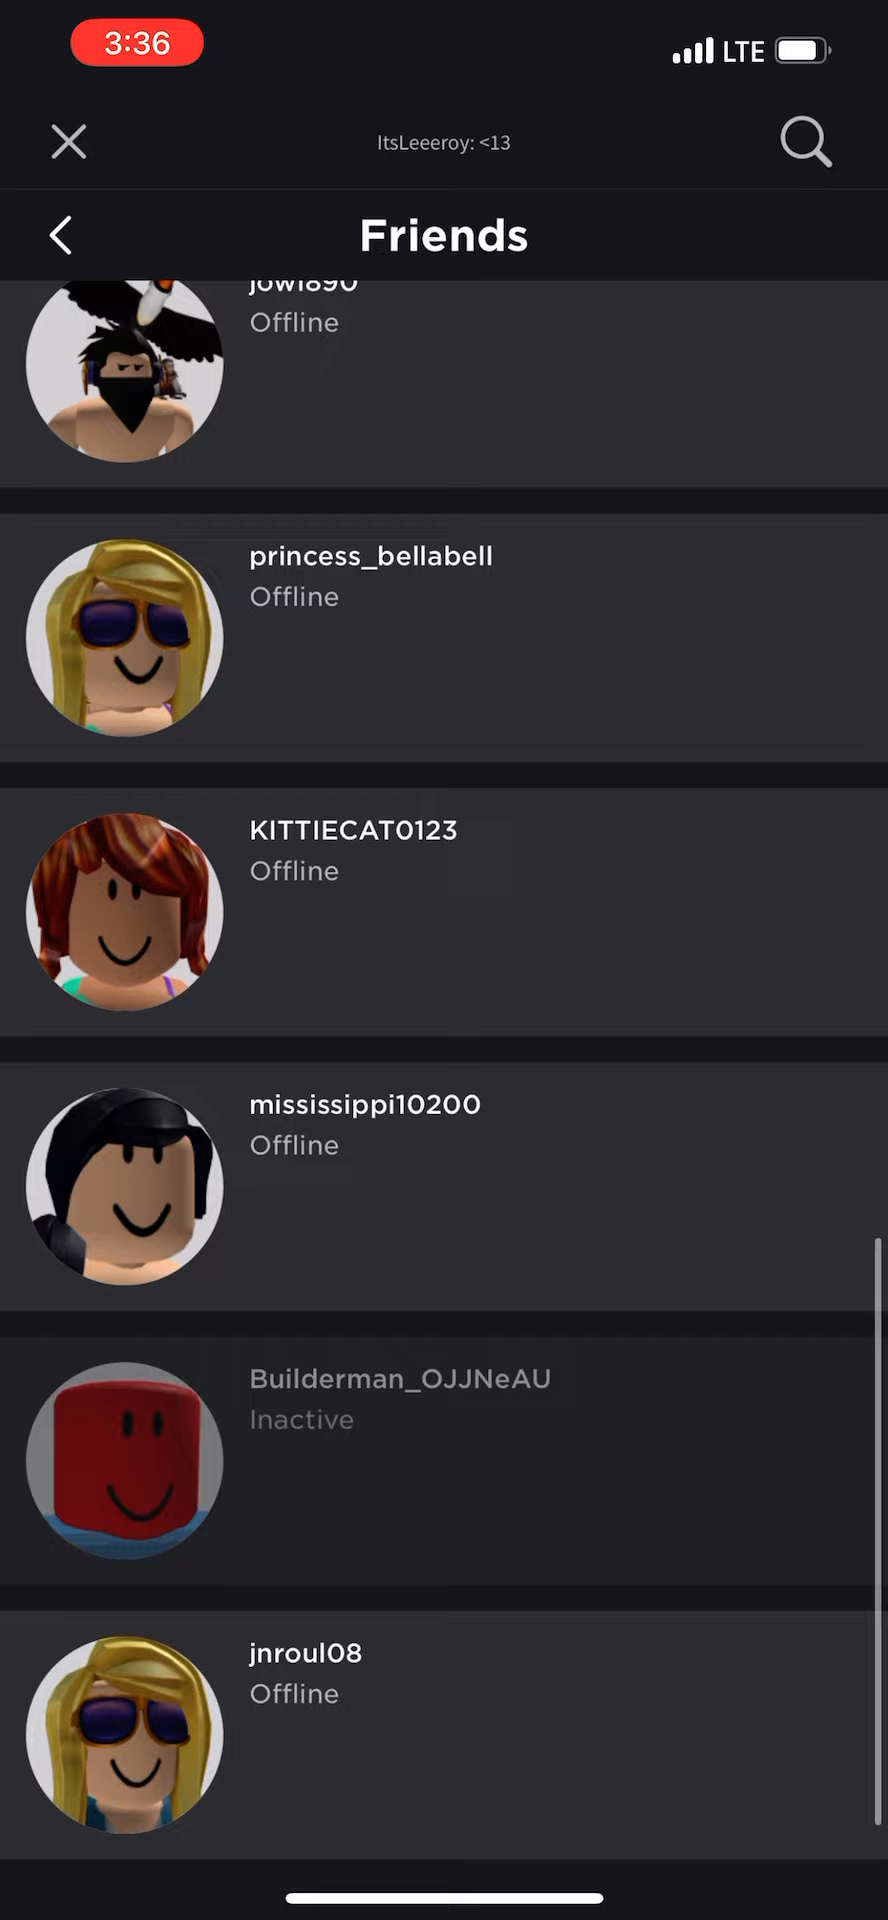 3:36
LTE
ItsLeeeroy: <13
Friends
Offline
princess_bellabell
Offline
KITTIECAT0123
Offline
mississippi10200
Offline
Builderman_OJJNeAU
Inactive
jnroul08
Offline